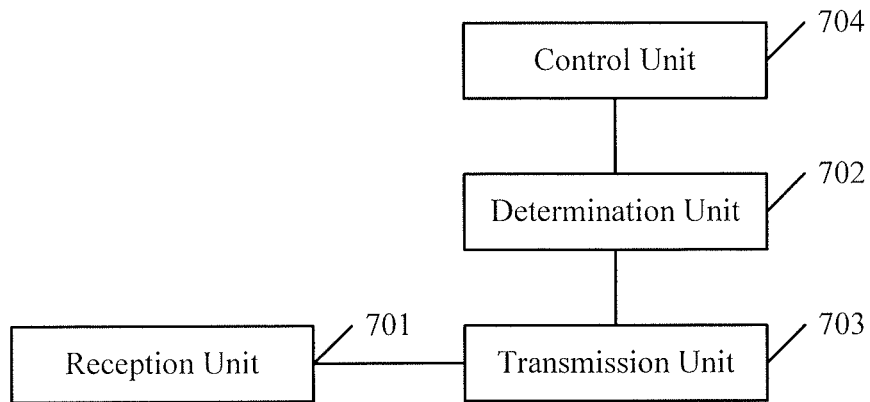 704
Control Unit
702
Determination Unit
701
703
Reception Unit
Transmission Unit